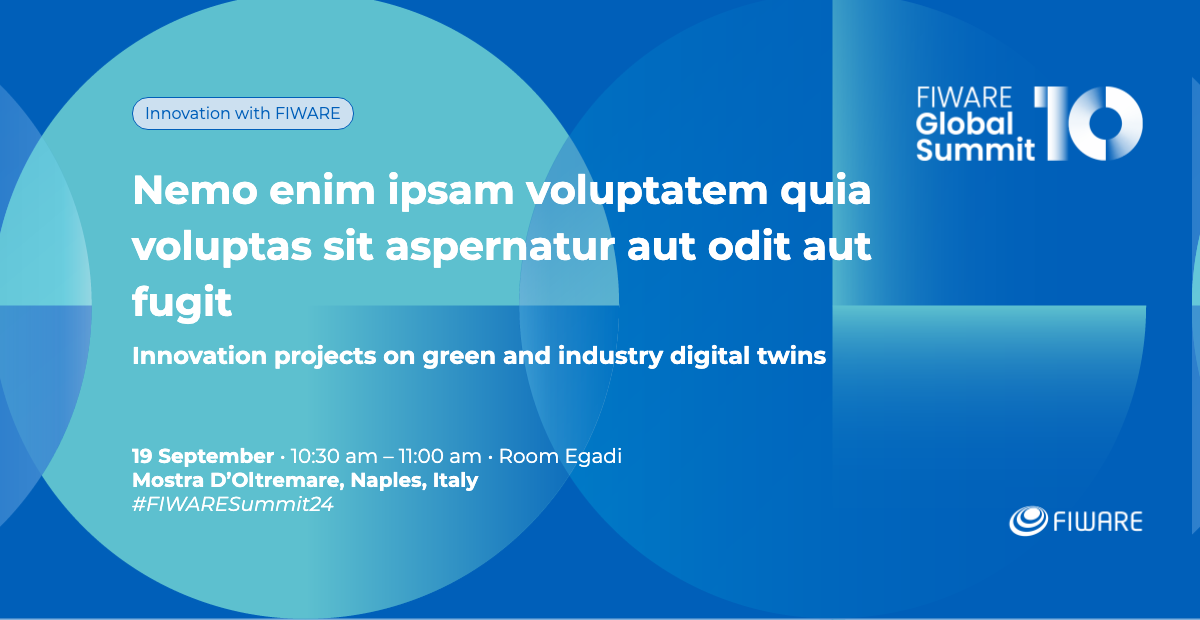 Innovation with FIWARE
FIWARE
Global
Summit
10
Nemo enim ipsam voluptatem quia
voluptas sit aspernatur aut odit aut
fugit
Innovation projects on green and industry digital twins
19 September · 10:30 am – 11:00 am · Room Egadi
Mostra D’Oltremare, Naples, Italy
#FIWARESummit24
FIWARE